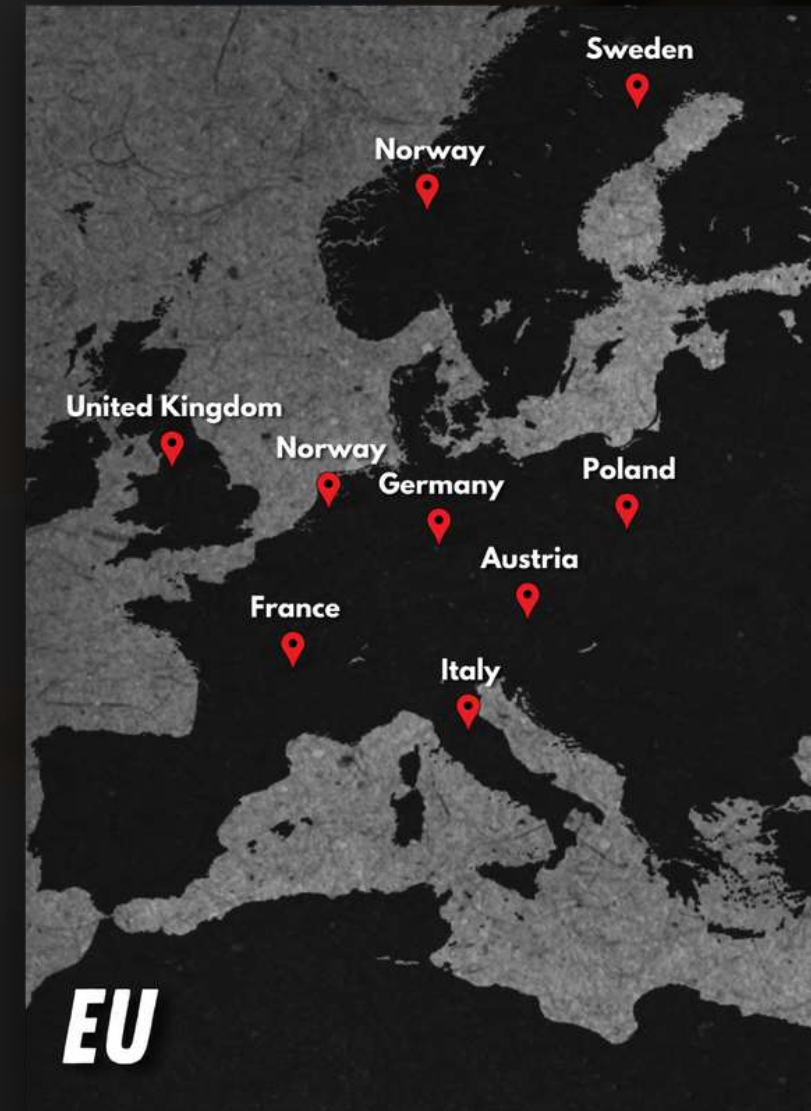 Sweden
Norway
United Kingdom
Norway
Germany
Poland
Austria
France
Italy
EU